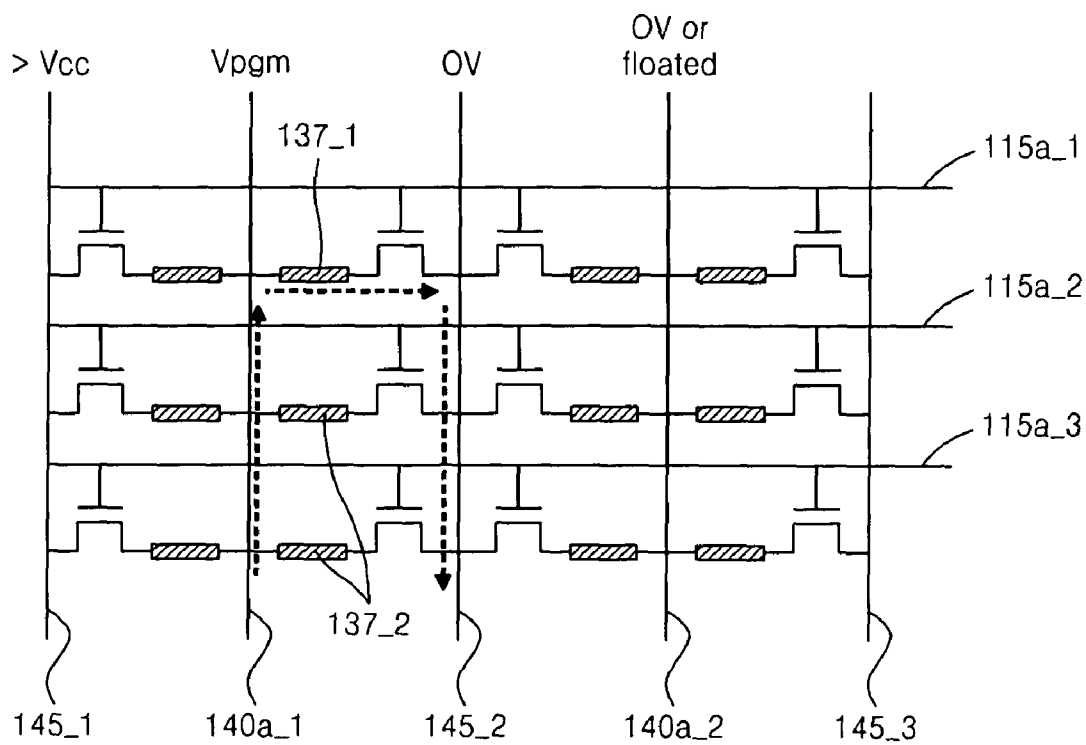 > Vcc
Vpgm
OV
OV or
floated
137_1
115a_1
115a_2
115a_3
137_2
145_1
140a_1
145_2
140a_2
145_3